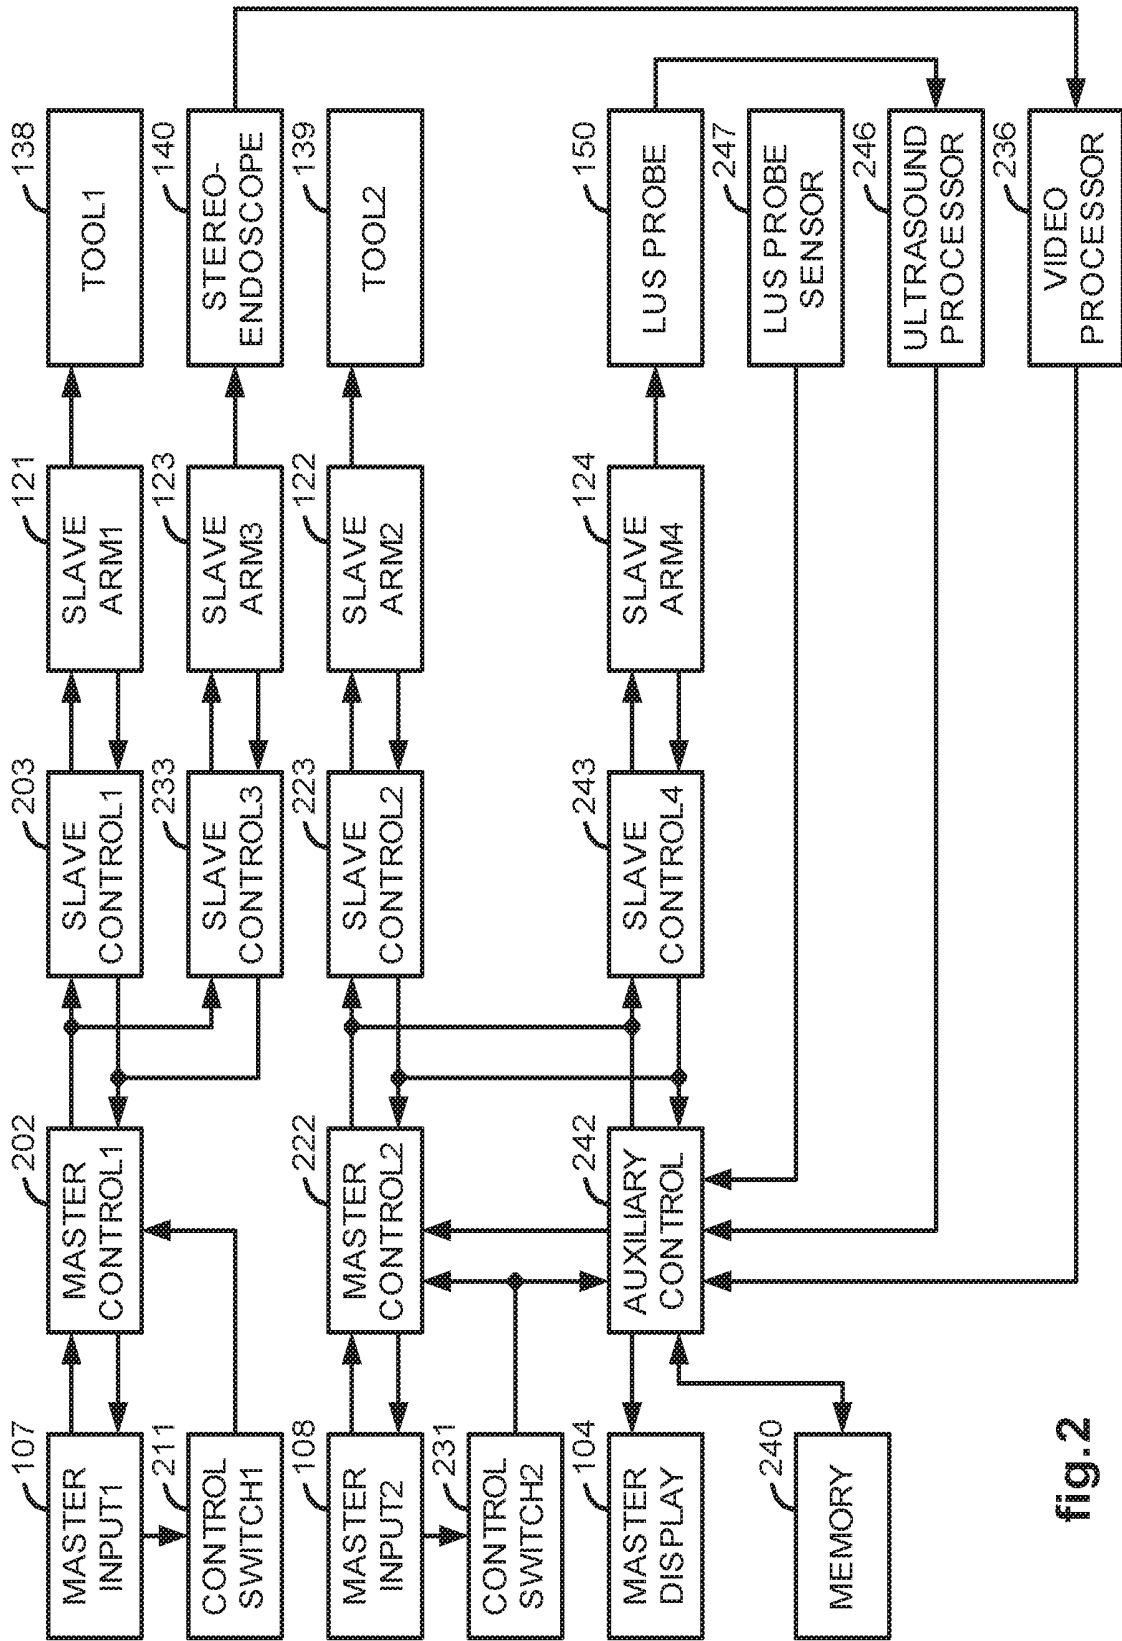 107
MASTER
INPUT1
202
MASTER
CONTROL1
203
SLAVE
CONTROL1
121
SLAVE
ARM1
138
TOOL1
211
CONTROL
SWITCH1
233
SLAVE
CONTROL3
123
SLAVE
ARM3
140
STEREO-
ENDOSCOPE
108
MASTER
INPUT2
222
MASTER
CONTROL2
223
SLAVE
CONTROL2
122
SLAVE
ARM2
139
TOOL2
231
CONTROL
SWITCH2
104
MASTER
DISPLAY
242
AUXILIARY
CONTROL
243
SLAVE
CONTROL4
124
SLAVE
ARM4
150
LUS PROBE
247
LUS PROBE
SENSOR
240
MEMORY
246
ULTRASOUND
PROCESSOR
236
VIDEO
PROCESSOR
fig.2